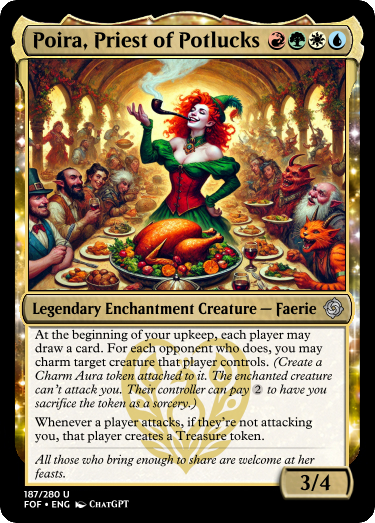 Poira, Priest of Potlucks
Legendary Enchantment Creature — Faerie
At the beginning of your upkeep, each player may
draw a card. For each opponent who does, you may
charm target creature that player controls. (Create a
Charm Aura token attached to it. The enchanted creature
can't attack you. Their controller can pay 2 to have you
sacrifice the token as a sorcery.)
Whenever a player attacks, if they're not attacking
you, that player creates a Treasure token.
All those who bring enough to share are welcome at her
feasts.
3/4
187/280 U
FOF • ENG ChatGPT